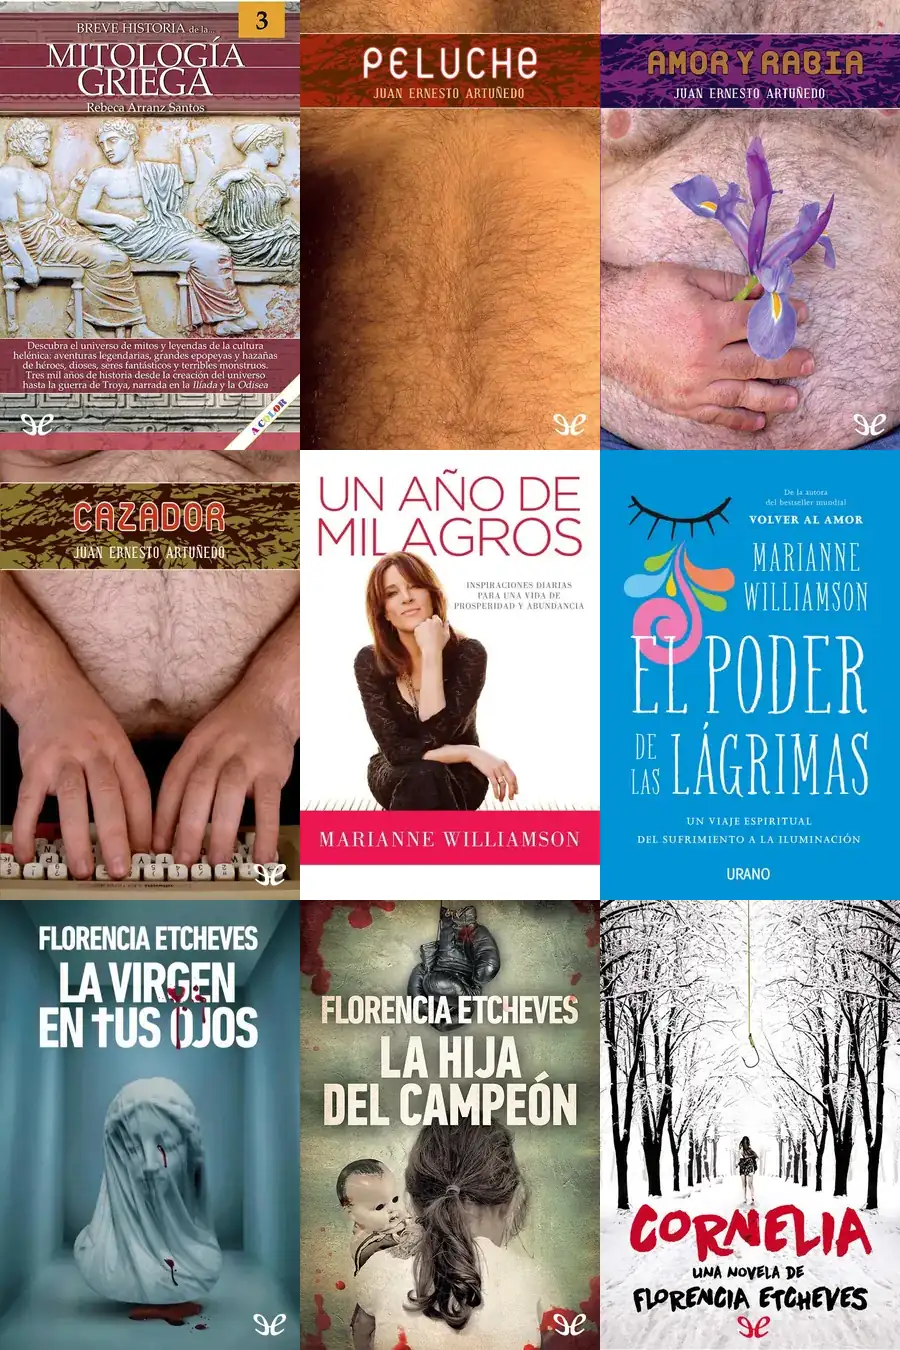 BREVE HISTORIA de la...
3
MITOLOGÍA
GRIEGA
Rebeca Arranz Santos
Descubra el universo de mitos y leyendas de la cultura
helénica: aventuras legendarias, grandes epopeyas y hazañas
de héroes, dioses, seres fantásticos y terribles monstruos.
Tres mil años de historia desde la creación del universo
hasta la guerra de Troya, narrada en la Ilíada y la Odisea
A COLOR
PELUCHE
JUAN ERNESTO ARTUÑEDO
AMOR Y RABIA
JUAN ERNESTO ARTUÑEDO
CAZADOR
JUAN ERNESTO ARTUÑEDO
UN AÑO DE
MILAGROS
INSPIRACIONES DIARIAS
PARA UNA VIDA DE
PROSPERIDAD Y ABUNDANCIA
MARIANNE WILLIAMSON
De la autora
del bestseller mundial
VOLVER AL AMOR
MARIANNE
WILLIAMSON
EL PODER
DE LAS LÁGRIMAS
UN VIAJE ESPIRITUAL
DEL SUFRIMIENTO A LA ILUMINACIÓN
URANO
FLORENCIA ETCHEVES
LA VIRGEN
EN TUS OJOS
FLORENCIA ETCHEVES
LA HIJA
DEL CAMPEÓN
CORNELIA
UNA NOVELA DE
FLORENCIA ETCHEVES